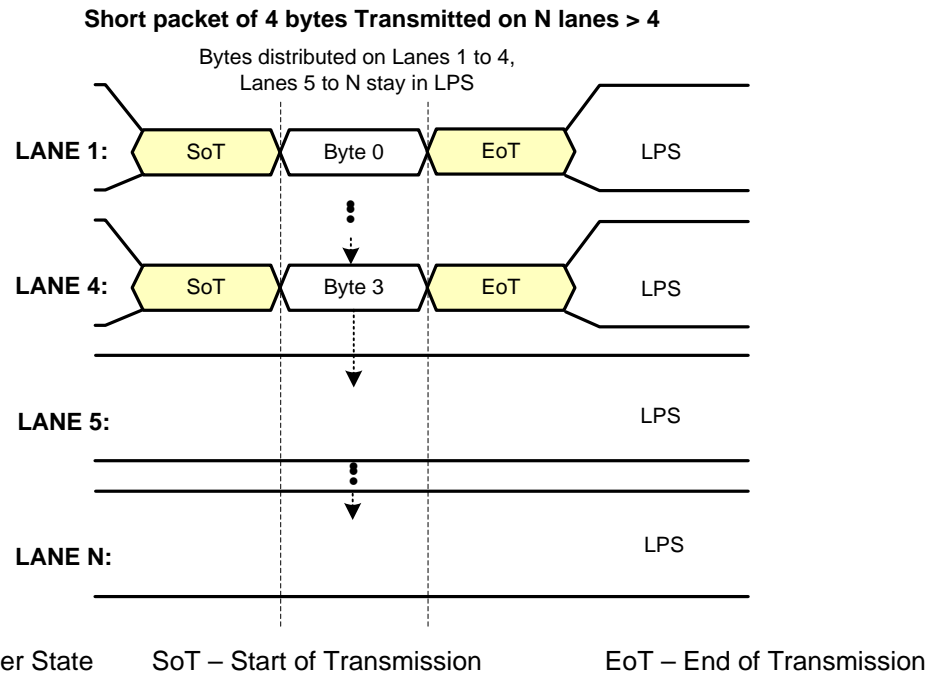 Short packet of 4 bytes Transmitted on N lanes > 4
Bytes distributed on Lanes 1 to 4,
Lanes 5 to N stay in LPS
LANE 1: SoT Byte 0 EoT LPS
LANE 4: SoT Byte 3 EoT LPS
LANE 5: LPS
LANE N: LPS
er State SoT – Start of Transmission EoT – End of Transmission